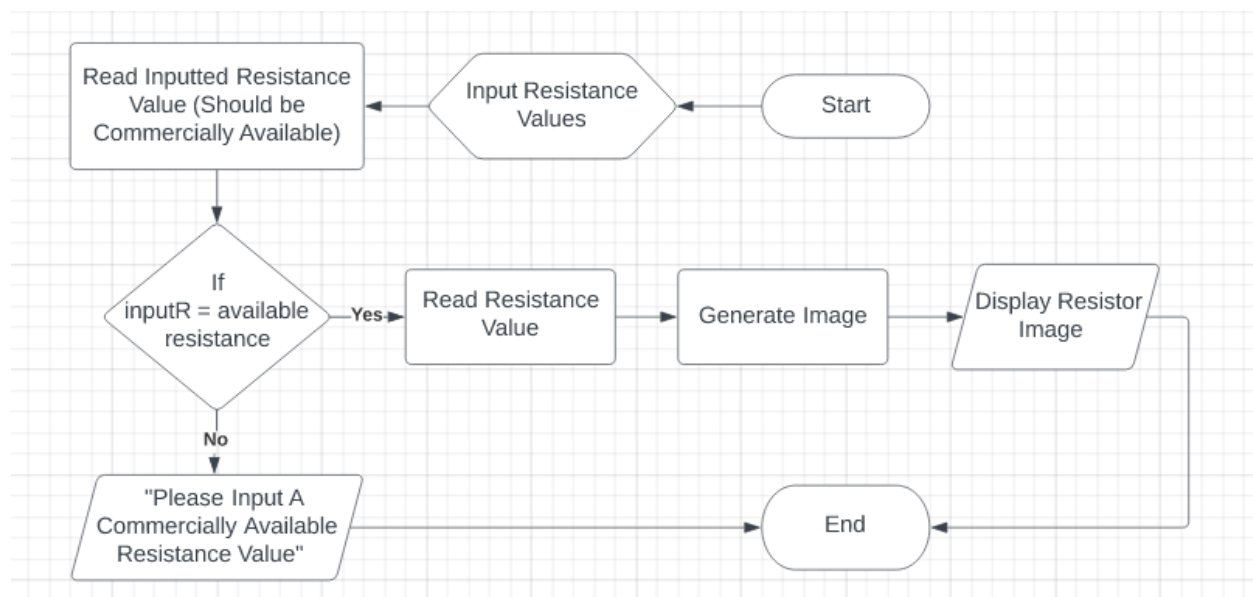 Start
Input Resistance
Values
Read Inputted Resistance
Value (Should be
Commercially Available)
If
inputR = available
resistance
Yes
Read Resistance
Value
Generate Image
Display Resistor
Image
No
"Please Input A
Commercially Available
Resistance Value"
End